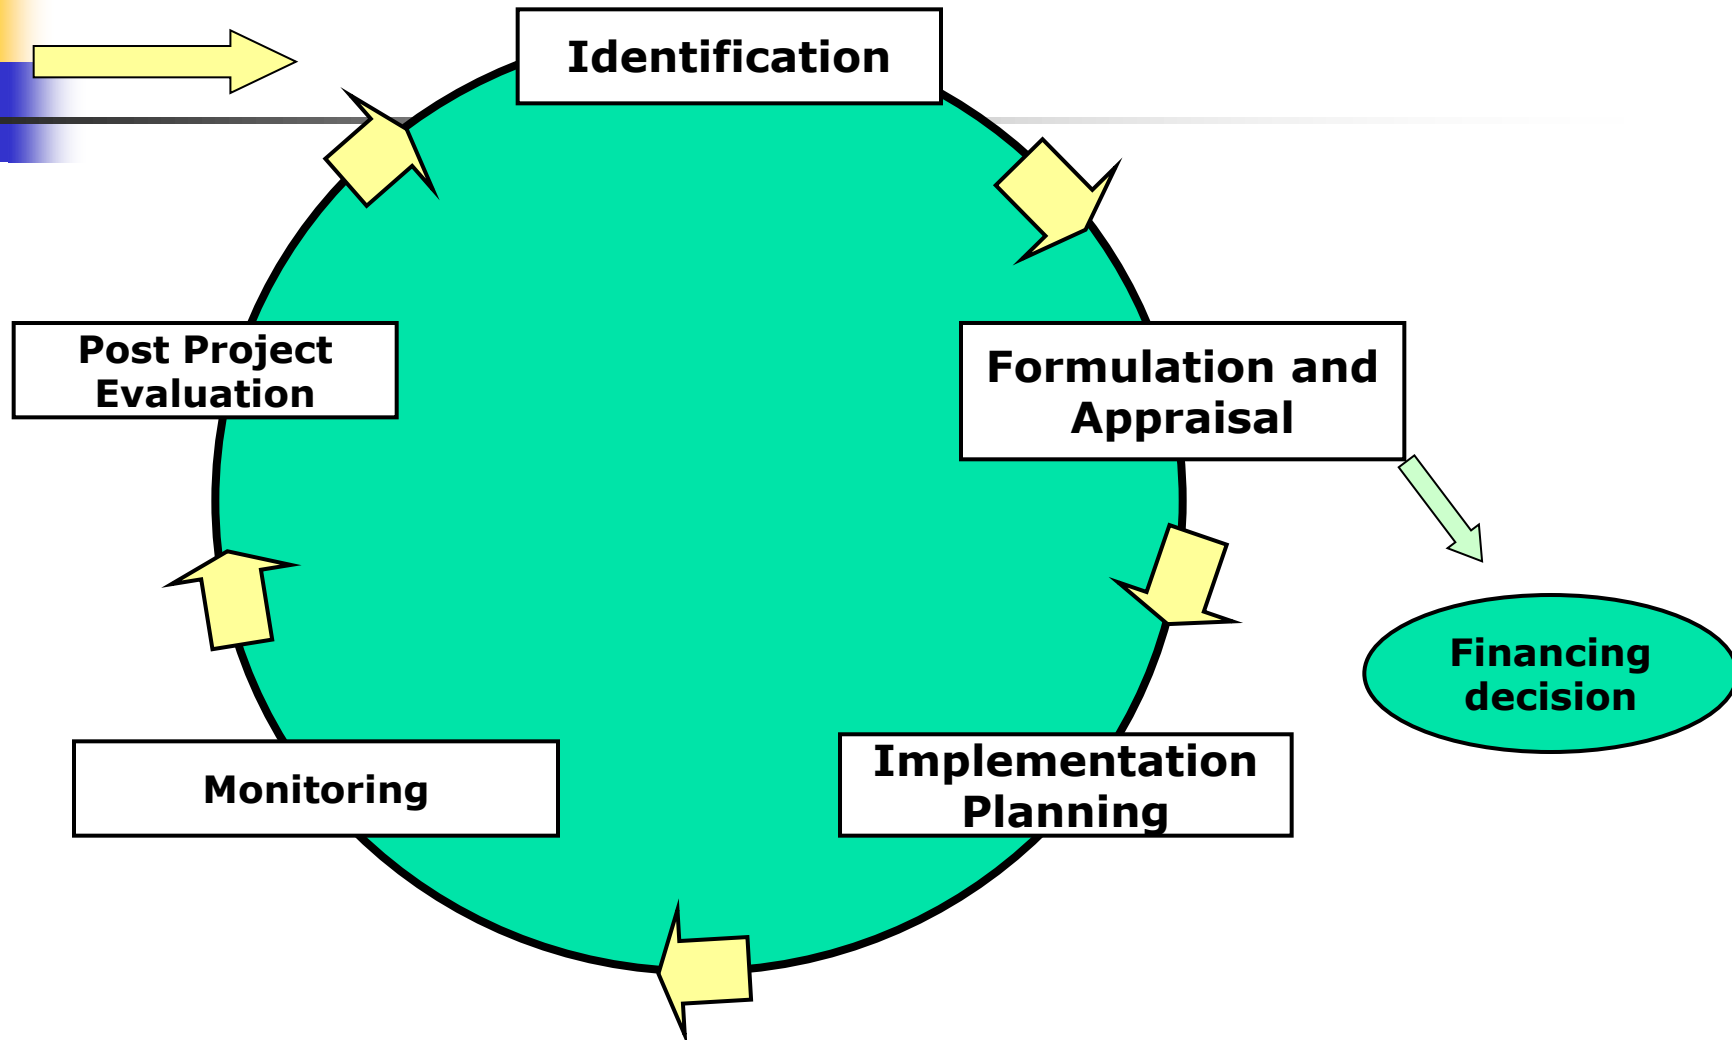 Identification
Formulation and
Appraisal
Financing
decision
Implementation
Planning
Monitoring
Post Project
Evaluation